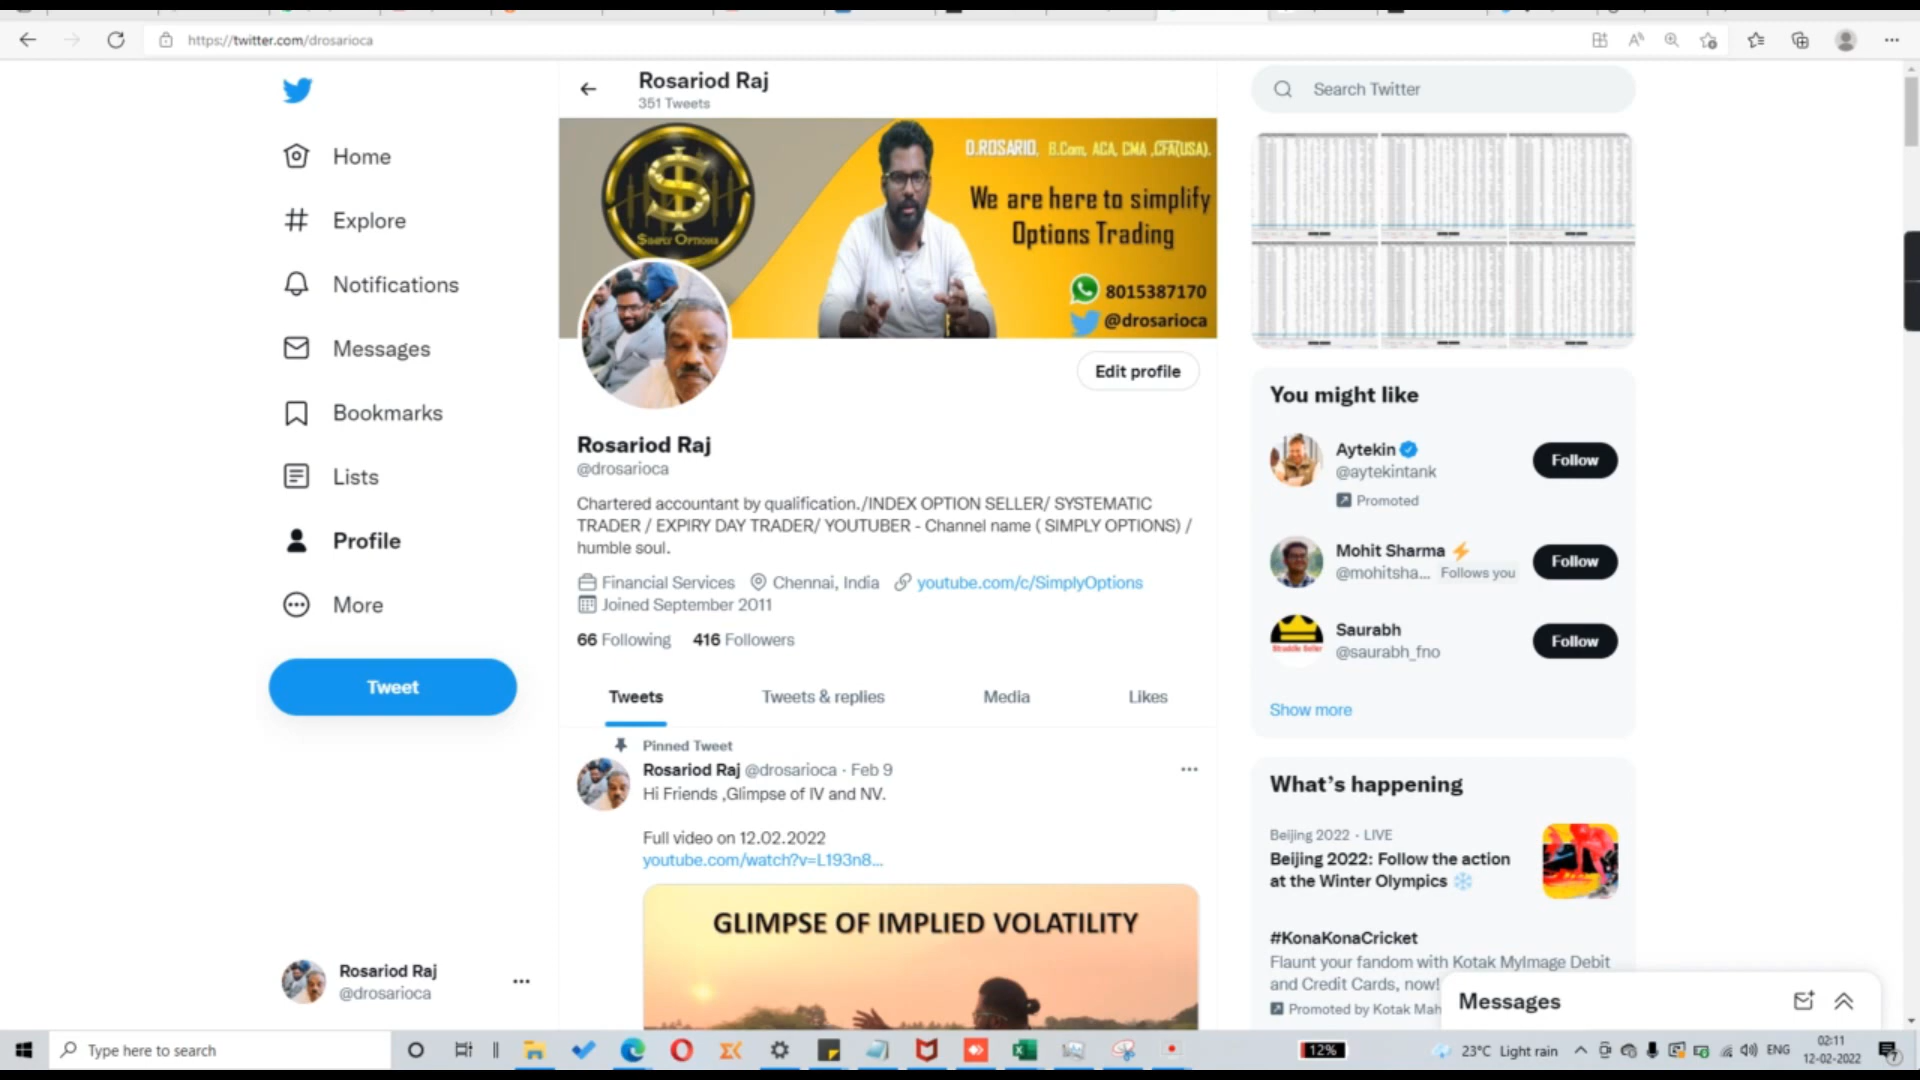 https://twitter.com/drosarioca
Home
Explore
Notifications
Messages
Bookmarks
Lists
Profile
More
Tweet
Rosariod Raj
@drosarioca
Rosariod Raj
351 Tweets
SIMPLY OPTIONS
D.ROSARIO, B.Com, ACA, CMA ,CFA(USA).
We are here to simplify
Options Trading
8015387170
@drosarioca
Edit profile
Rosariod Raj
@drosarioca
Chartered accountant by qualification./INDEX OPTION SELLER/ SYSTEMATIC
TRADER / EXPIRY DAY TRADER/ YOUTUBER - Channel name ( SIMPLY OPTIONS) /
humble soul.
Financial Services Chennai, India youtube.com/c/SimplyOptions
Joined September 2011
66 Following 416 Followers
Tweets Tweets & replies Media Likes
Pinned Tweet
Rosariod Raj @drosarioca · Feb 9
Hi Friends ,Glimpse of IV and NV.
Full video on 12.02.2022
youtube.com/watch?v=L193n8...
GLIMPSE OF IMPLIED VOLATILITY
Search Twitter
You might like
Aytekin
@aytekintank
Promoted
Follow
Mohit Sharma
@mohitsha... Follows you
Follow
Saurabh
@saurabh_fno
Straddle Seller
Follow
Show more
What's happening
Beijing 2022 · LIVE
Beijing 2022: Follow the action
at the Winter Olympics
#KonaKonaCricket
Flaunt your fandom with Kotak MyImage Debit
and Credit Cards, now!
Promoted by Kotak Mah
Messages
Type here to search
12%
23°C Light rain
ENG
02:11
12-02-2022
7